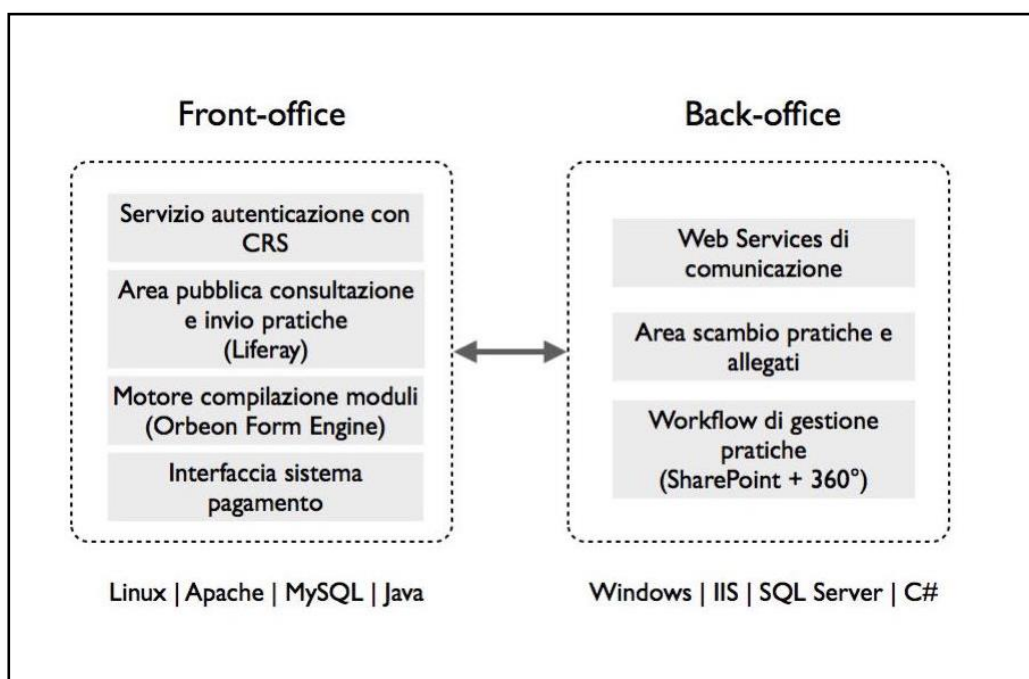 Front-office
Servizio autenticazione con
CRS
Area pubblica consultazione
e invio pratiche
(Liferay)
Motore compilazione moduli
(Orbeon Form Engine)
Interfaccia sistema
pagamento
Linux | Apache | MySQL | Java
Back-office
Web Services di
comunicazione
Area scambio pratiche e
allegati
Workflow di gestione
pratiche
(SharePoint + 360°)
Windows | IIS | SQL Server | C#